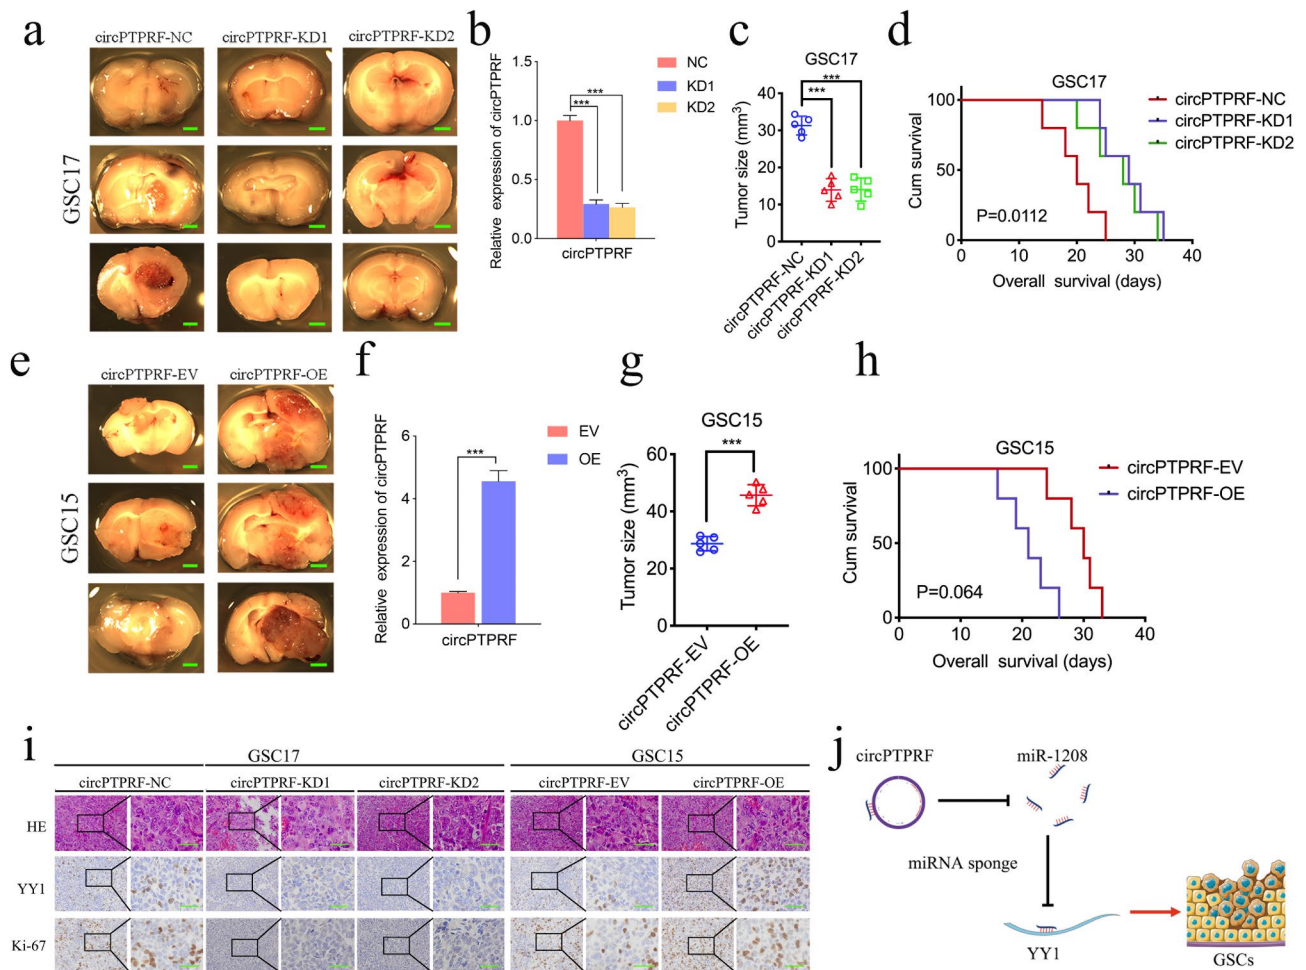 a
circPTPRF-NC circPTPRF-KD1 circPTPRF-KD2
GSC17
b
Relative expression of circPTPRF
1.5
1.0
0.5
0.0
***
***
circPTPRF
NC
KD1
KD2
c
GSC17
Tumor size (mm³)
40
30
20
10
0
***
***
circPTPRF-NC
circPTPRF-KD1
circPTPRF-KD2
d
GSC17
Cum survival
100
50
0
P=0.0112
0 10 20 30 40
Overall survival (days)
circPTPRF-NC
circPTPRF-KD1
circPTPRF-KD2
e
circPTPRF-EV circPTPRF-OE
GSC15
f
Relative expression of circPTPRF
6
4
2
0
***
circPTPRF
EV
OE
g
GSC15
Tumor size (mm³)
60
40
20
0
***
circPTPRF-EV
circPTPRF-OE
h
GSC15
Cum survival
100
50
0
P=0.064
0 10 20 30 40
Overall survival (days)
circPTPRF-EV
circPTPRF-OE
i
GSC17 GSC15
circPTPRF-NC circPTPRF-KD1 circPTPRF-KD2 circPTPRF-EV circPTPRF-OE
HE
YY1
Ki-67
j
circPTPRF miR-1208
miRNA sponge
YY1
GSCs